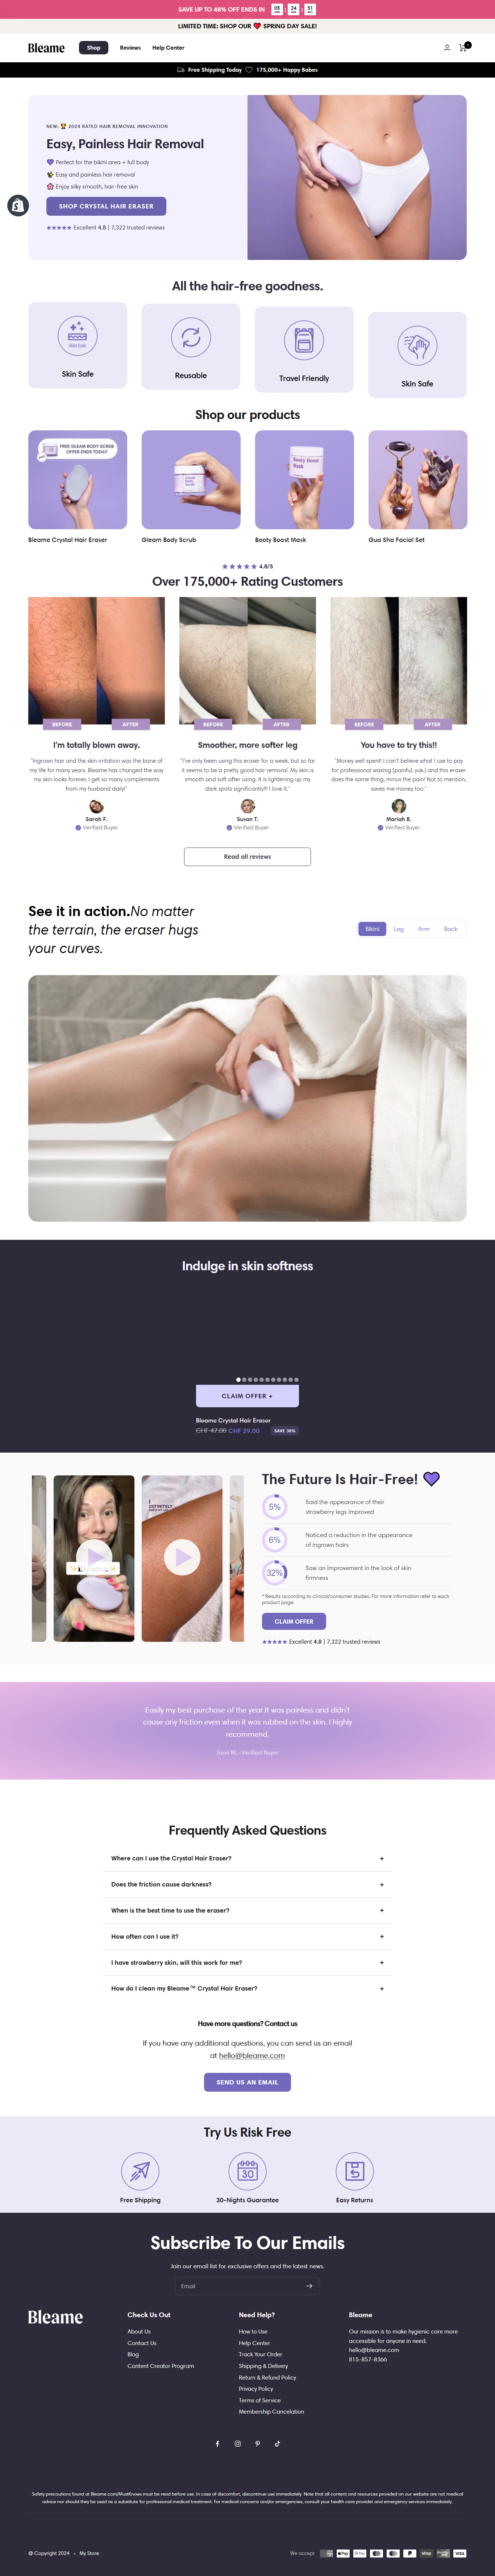 SAVE UP TO 48% OFF ENDS IN 05 24 51
LIMITED TIME: SHOP OUR ❤️ SPRING DAY SALE!
Bleame Shop Reviews Help Center
Free Shipping Today 175,000+ Happy Babes
NEW: 🏆 2024 RATED HAIR REMOVAL INNOVATION
Easy, Painless Hair Removal
Perfect for the bikini area + full body
Easy and painless hair removal
Enjoy silky smooth, hair-free skin
SHOP CRYSTAL HAIR ERASER
★★★★★ Excellent 4.8 | 7,322 trusted reviews
All the hair-free goodness.
Skin Safe
Skin Safe
Reusable
Travel Friendly
Skin Safe
Shop our products
FREE GLEAM BODY SCRUB
OFFER ENDS TODAY
Gleam
Body
Scrub
Booty Boost
Mask
Bleame Crystal Hair Eraser
Gleam Body Scrub
Booty Boost Mask
Gua Sha Facial Set
★★★★★ 4.8/5
Over 175,000+ Rating Customers
BEFORE AFTER
BEFORE AFTER
BEFORE AFTER
I'm totally blown away.
"Ingrown hair and the skin irritation was the bane of
my life for many years. Bleame has changed the way
my skin looks forever, I get so many complements
from my husband daily!"
Sarah F.
Verified Buyer
Smoother, more softer leg
"I've only been using this eraser for a week, but so far
it seems to be a pretty good hair removal. My skin is
smooth and soft after using. It is lightening up my
dark spots significantly!! I love it."
Susan T.
Verified Buyer
You have to try this!!
"Money well spent! I can't believe what I use to pay
for professional waxing (painful, yuk,) and this eraser
does the same thing, minus the pain! Not to mention,
saves me money too."
Mariah B.
Verified Buyer
Read all reviews
See it in action.No matter
the terrain, the eraser hugs
your curves.
Bikini Leg Arm Back
Indulge in skin softness
CLAIM OFFER +
Bleame Crystal Hair Eraser
CHF 47.00 CHF 29.00 SAVE 38%
I
DEFINITELY
The Future Is Hair-Free! 💜
5%
Said the appearance of their
strawberry legs improved
6%
Noticed a reduction in the appearance
of ingrown hairs
32%
Saw an improvement in the look of skin
firmness
* Results according to clinical/consumer studies. For more information refer to each
product page.
CLAIM OFFER
★★★★★ Excellent 4.8 | 7,322 trusted reviews
Easily my best purchase of the year.It was painless and didn't
cause any friction even when it was rubbed on the skin. I highly
recommend.
Jane M. -Verified Buyer
Frequently Asked Questions
Where can I use the Crystal Hair Eraser? +
Does the friction cause darkness? +
When is the best time to use the eraser? +
How often can I use it? +
I have strawberry skin, will this work for me? +
How do I clean my Bleame™ Crystal Hair Eraser? +
Have more questions? Contact us
If you have any additional questions, you can send us an email
at hello@bleame.com
SEND US AN EMAIL
Try Us Risk Free
30
Free Shipping
30-Nights Guarantee
Easy Returns
Subscribe To Our Emails
Join our email list for exclusive offers and the latest news.
Email
Bleame
Check Us Out
About Us
Contact Us
Blog
Content Creator Program
Need Help?
How to Use
Help Center
Track Your Order
Shipping & Delivery
Return & Refund Policy
Privacy Policy
Terms of Service
Membership Cancelation
Bleame
Our mission is to make hygienic care more
accessible for anyone in need.
hello@bleame.com
815-857-8366
Safety precautions found at Bleame.com/MustKnows must be read before use. In case of discomfort, discontinue use immediately. Note that all content and resources provided on our website are not medical
advice nor should they be used as a substitute for professional medical treatment. For medical concerns and/or emergencies, consult your health care provider and emergency services immediately.
@ Copyright 2024 • My Store
We accept